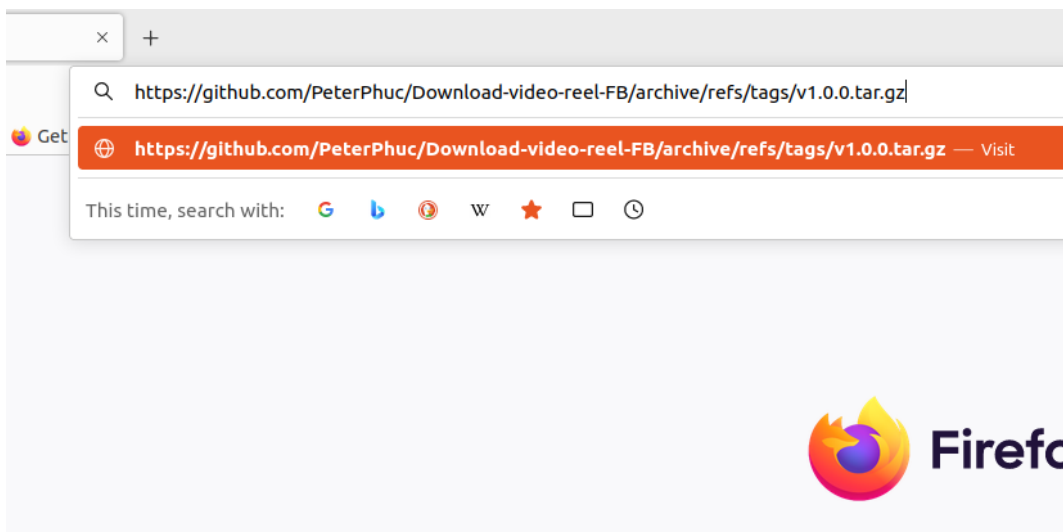 https://github.com/PeterPhuc/Download-video-reel-FB/archive/refs/tags/v1.0.0.tar.gz
Get
https://github.com/PeterPhuc/Download-video-reel-FB/archive/refs/tags/v1.0.0.tar.gz — Visit
This time, search with:
Firefo